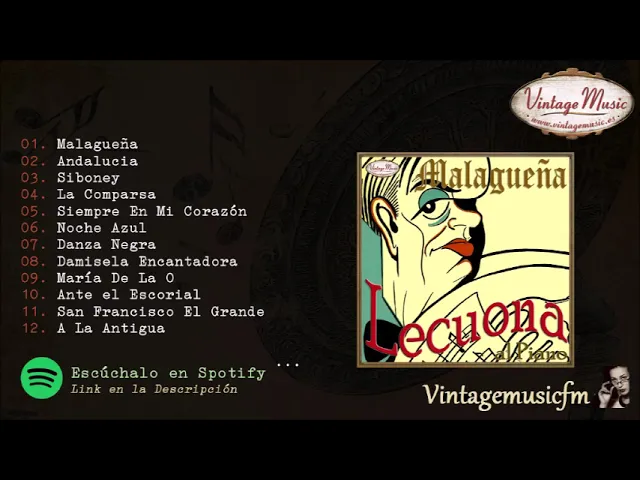 Vintage Music
www.vintagemusic.es
01. Malagueña
02. Andalucia
03. Siboney
04. La Comparsa
05. Siempre En Mi Corazón
06. Noche Azul
07. Danza Negra
08. Damisela Encantadora
09. María De La O
10. Ante el Escorial
11. San Francisco El Grande
12. A La Antigua
Vintage Music
Malagueña
Lecuona
al Piano
Escúchalo en Spotify ...
Link en la Descripción
Vintagemusicfm